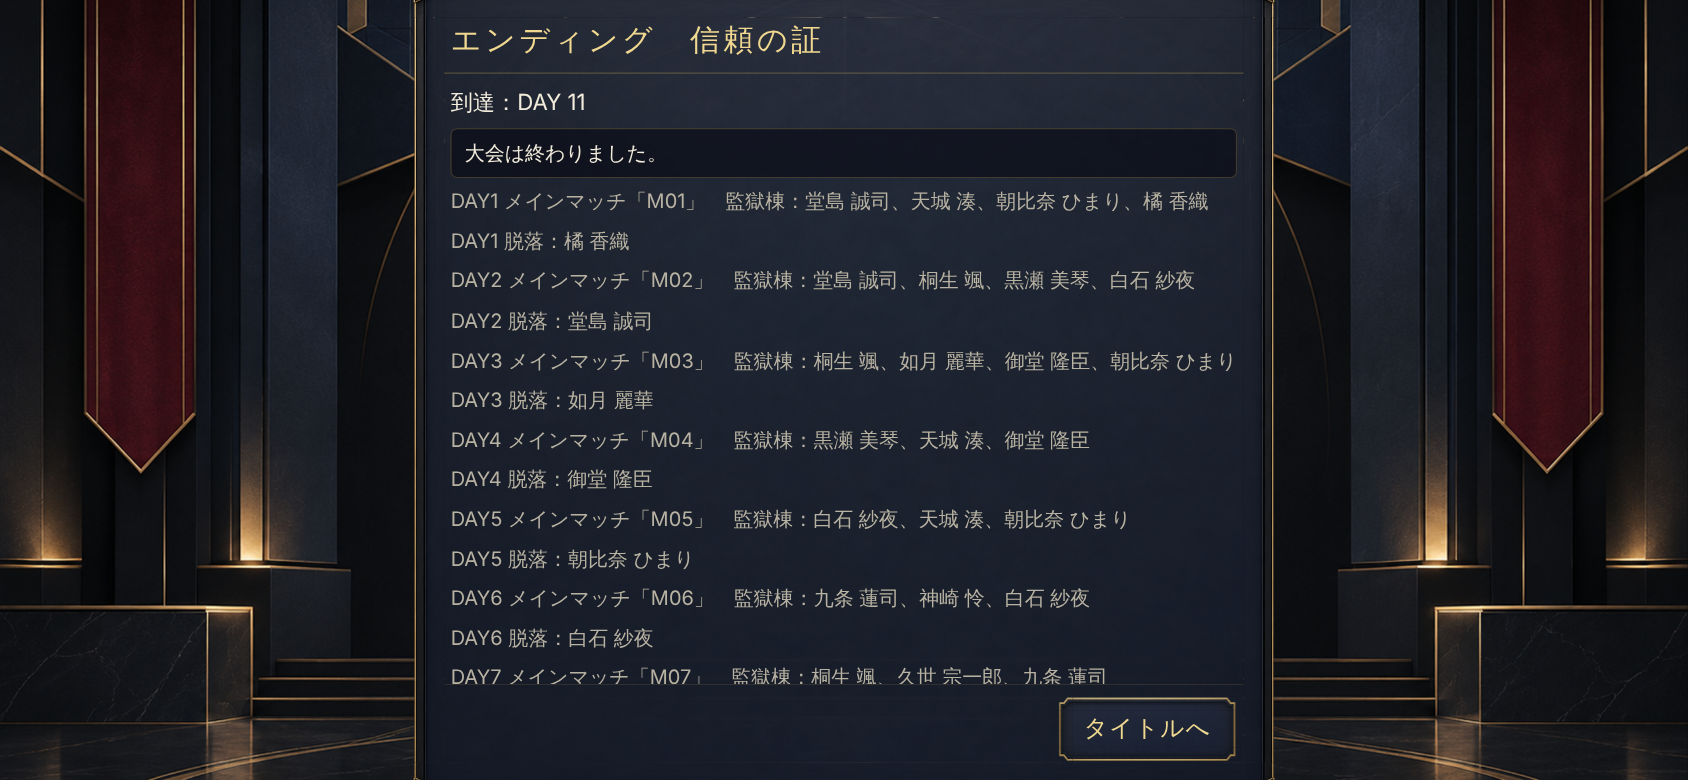 エンディング　信頼の証
到達：DAY 11
大会は終わりました。
DAY1 メインマッチ「M01」　監獄棟：堂島 誠司、天城 湊、朝比奈 ひまり、橘 香織
DAY1 脱落：橘 香織
DAY2 メインマッチ「M02」　監獄棟：堂島 誠司、桐生 颯、黒瀬 美琴、白石 紗夜
DAY2 脱落：堂島 誠司
DAY3 メインマッチ「M03」　監獄棟：桐生 颯、如月 麗華、御堂 隆臣、朝比奈 ひまり
DAY3 脱落：如月 麗華
DAY4 メインマッチ「M04」　監獄棟：黒瀬 美琴、天城 湊、御堂 隆臣
DAY4 脱落：御堂 隆臣
DAY5 メインマッチ「M05」　監獄棟：白石 紗夜、天城 湊、朝比奈 ひまり
DAY5 脱落：朝比奈 ひまり
DAY6 メインマッチ「M06」　監獄棟：九条 蓮司、神崎 怜、白石 紗夜
DAY6 脱落：白石 紗夜
DAY7 メインマッチ「M07」　監獄棟：桐生 颯、久世 宗一郎、九条 蓮司
タイトルへ